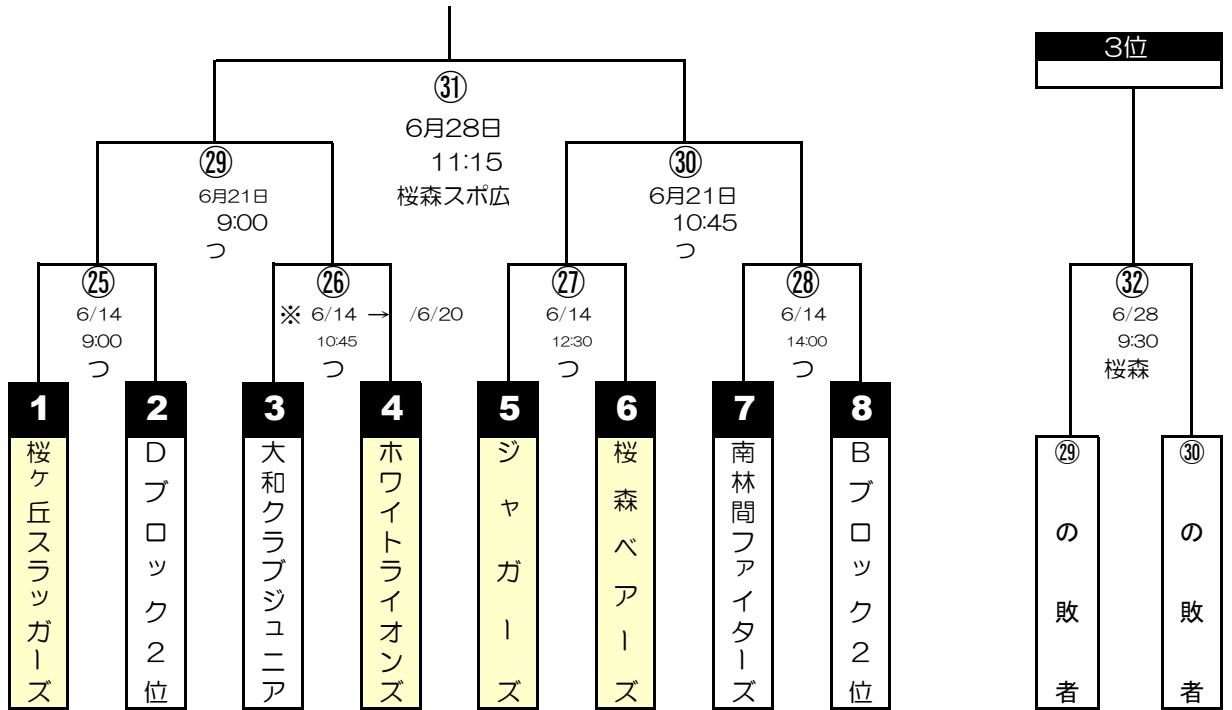 3位
㉛
6月28日
11:15
桜森スポ広
㉙
6月21日
9:00
つ
㉚
6月21日
10:45
つ
㉕
6/14
9:00
つ
㉖
※ 6/14 → /6/20
10:45
つ
㉗
6/14
12:30
つ
㉘
6/14
14:00
つ
㉜
6/28
9:30
桜森
1
桜ヶ丘スラッガーズ
2
Dブロック2位
3
大和クラブジュニア
4
ホワイトライオンズ
5
ジャガーズ
6
桜森ベアーズ
7
南林間ファイターズ
8
Bブロック2位
㉙の敗者
㉚の敗者